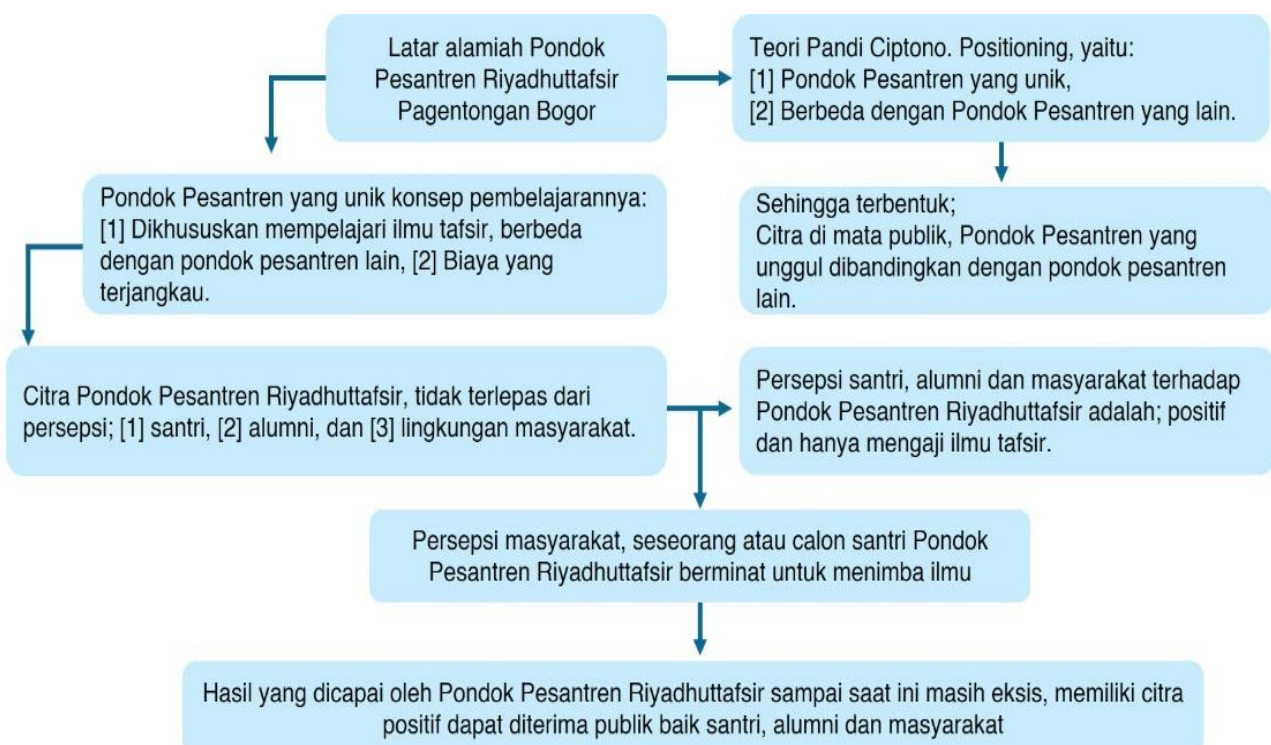 Latar alamiah Pondok
Pesantren Riyadhuttafsir
Pagentongan Bogor
Teori Pandi Ciptono. Positioning, yaitu:
[1] Pondok Pesantren yang unik,
[2] Berbeda dengan Pondok Pesantren yang lain.
Pondok Pesantren yang unik konsep pembelajarannya:
[1] Dikhususkan mempelajari ilmu tafsir, berbeda
dengan pondok pesantren lain, [2] Biaya yang
terjangkau.
Sehingga terbentuk;
Citra di mata publik, Pondok Pesantren yang
unggul dibandingkan dengan pondok pesantren
lain.
Citra Pondok Pesantren Riyadhuttafsir, tidak terlepas dari
persepsi; [1] santri, [2] alumni, dan [3] lingkungan masyarakat.
Persepsi santri, alumni dan masyarakat terhadap
Pondok Pesantren Riyadhuttafsir adalah; positif
dan hanya mengaji ilmu tafsir.
Persepsi masyarakat, seseorang atau calon santri Pondok
Pesantren Riyadhuttafsir berminat untuk menimba ilmu
Hasil yang dicapai oleh Pondok Pesantren Riyadhuttafsir sampai saat ini masih eksis, memiliki citra
positif dapat diterima publik baik santri, alumni dan masyarakat